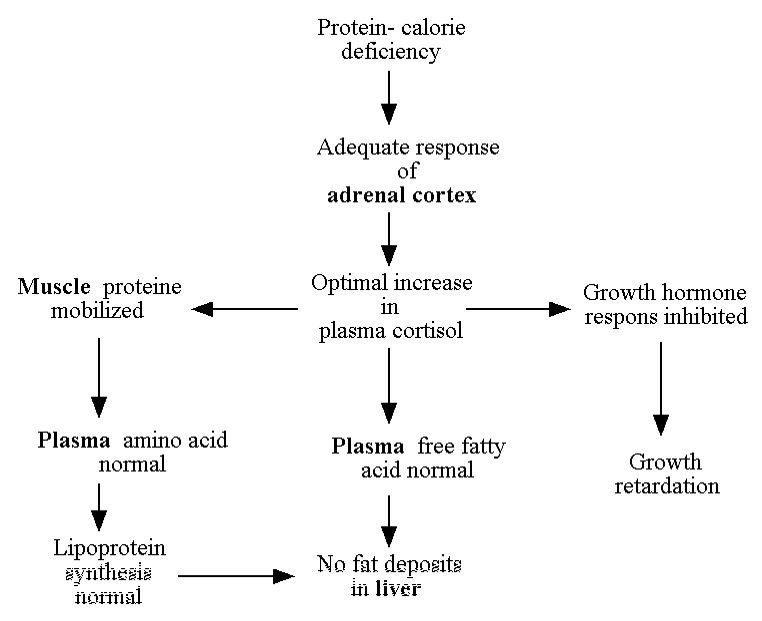 Protein- calorie
deficiency
Adequate response
of
adrenal cortex
Muscle proteine
mobilized
Optimal increase
in
plasma cortisol
Growth hormone
respons inhibited
Plasma amino acid
normal
Plasma free fatty
acid normal
Growth
retardation
Lipoprotein
synthesis
normal
No fat deposits
in liver